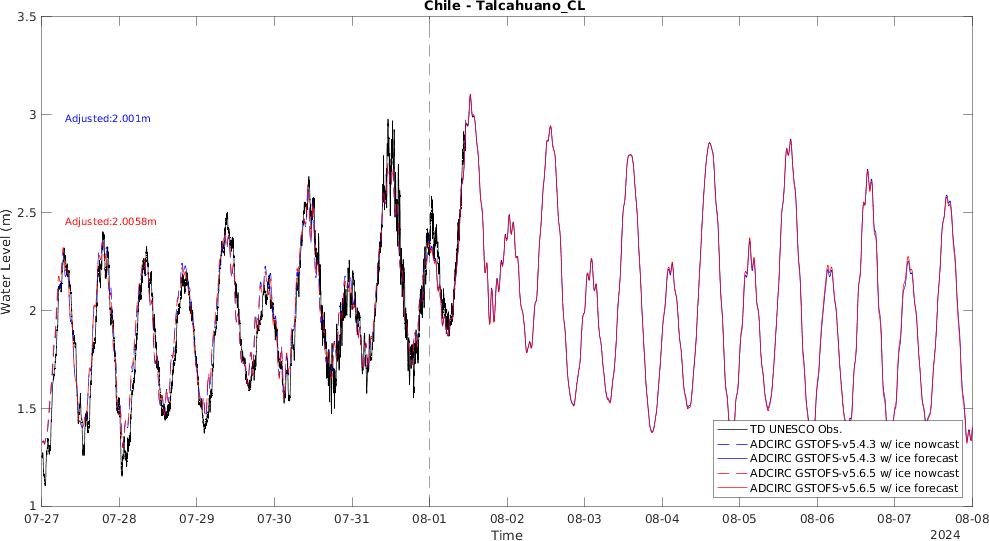 Chile - Talcahuano_CL
3.5
3
2.5
2
1.5
1
Water Level (m)
Adjusted:2.001m
Adjusted:2.0058m
TD UNESCO Obs.
ADCIRC GSTOFS-v5.4.3 w/ ice nowcast
ADCIRC GSTOFS-v5.4.3 w/ ice forecast
ADCIRC GSTOFS-v5.6.5 w/ ice nowcast
ADCIRC GSTOFS-v5.6.5 w/ ice forecast
07-27 07-28 07-29 07-30 07-31 08-01 08-02 08-03 08-04 08-05 08-06 08-07 08-08
Time
2024